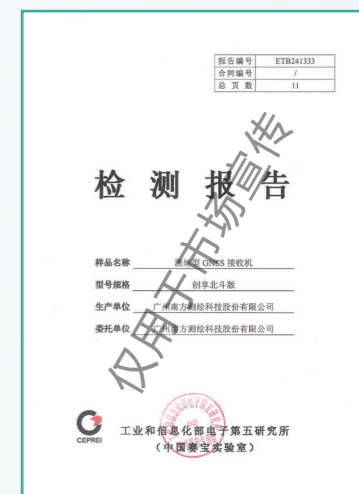 报告编号 ETB241333
合同编号 /
总页数 11
检测报告
样品名称 测地型 GNSS 接收机
型号规格 创享北斗版
生产单位 广州南方测绘科技股份有限公司
委托单位 广州南方测绘科技股份有限公司
仅用于市场宣传
CEPREI
工业和信息化部电子第五研究所
(中国赛宝实验室)